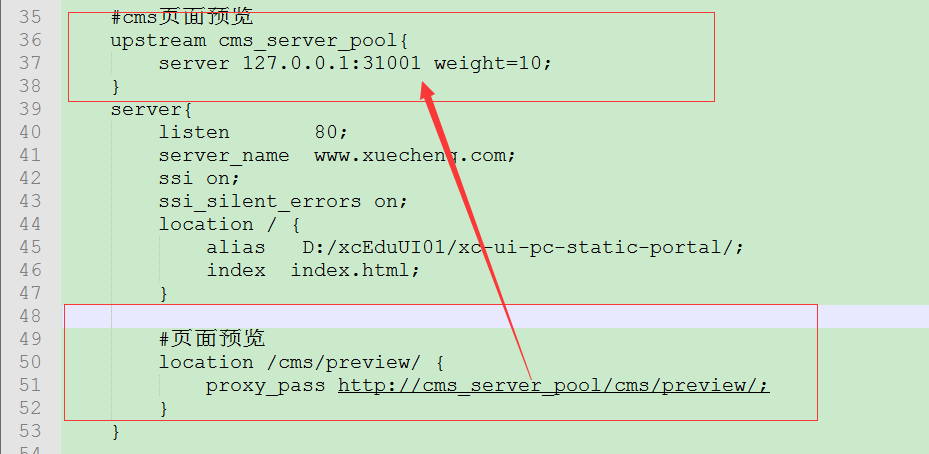 35 #cms页面预览
36 upstream cms_server_pool{
37 server 127.0.0.1:31001 weight=10;
38 }
39 server{
40 listen 80;
41 server_name www.xuecheng.com;
42 ssi on;
43 ssi_silent_errors on;
44 location / {
45 alias D:/xcEduUI01/xc-ui-pc-static-portal/;
46 index index.html;
47 }
48
49 #页面预览
50 location /cms/preview/ {
51 proxy_pass http://cms_server_pool/cms/preview/;
52 }
53 }
54